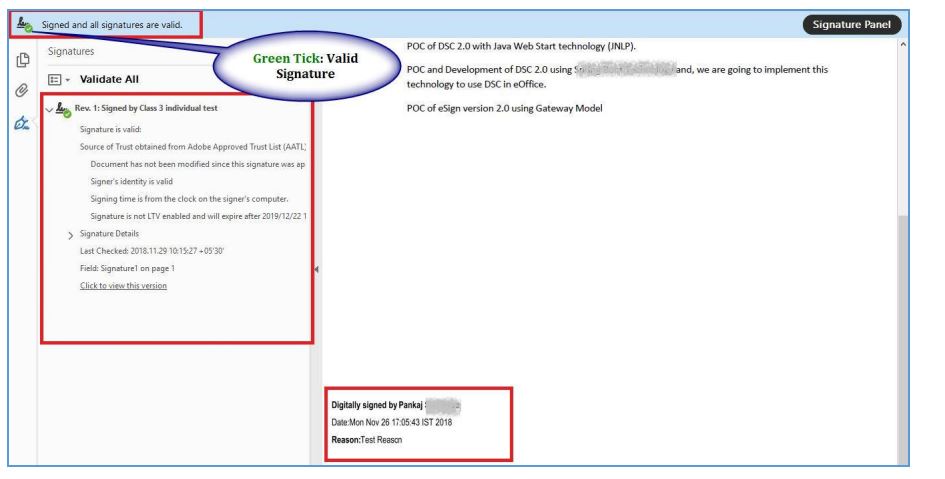 Signed and all signatures are valid.
Signature Panel
Signatures
Validate All
Rev. 1: Signed by Class 3 individual test
Signature is valid:
Source of Trust obtained from Adobe Approved Trust List (AATL)
Document has not been modified since this signature was ap
Signer's identity is valid
Signing time is from the clock on the signer's computer.
Signature is not LTV enabled and will expire after 2019/12/22 1
Signature Details
Last Checked: 2018.11.29 10:15:27 +05'30'
Field: Signature1 on page 1
Click to view this version
Green Tick: Valid
Signature
POC of DSC 2.0 with Java Web Start technology (JNLP).
POC and Development of DSC 2.0 using and, we are going to implement this
technology to use DSC in eOffice.
POC of eSign version 2.0 using Gateway Model
Digitally signed by Pankaj
Date:Mon Nov 26 17:05:43 IST 2018
Reason:Test Reason